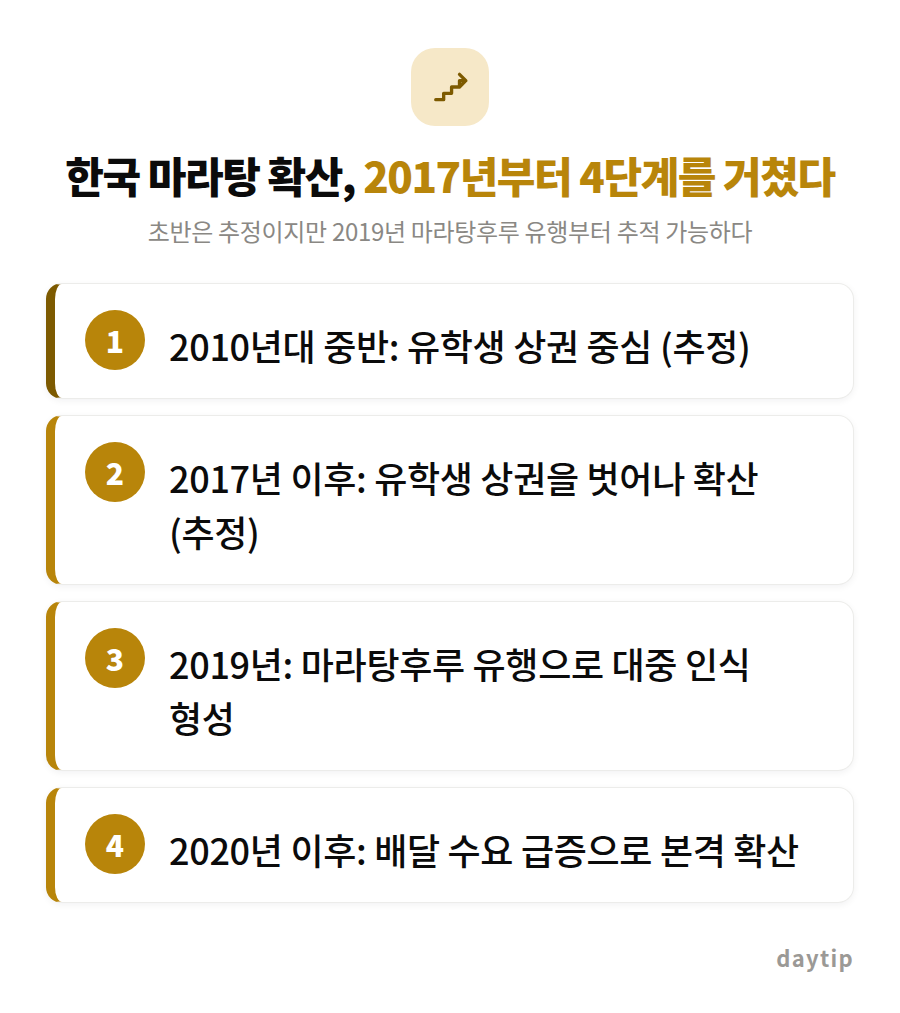 한국 마라탕 확산, 2017년부터 4단계를 거쳤다
초반은 추정이지만 2019년 마라탕후루 유행부터 추적 가능하다
1 2010년대 중반: 유학생 상권 중심 (추정)
2 2017년 이후: 유학생 상권을 벗어나 확산
(추정)
3 2019년: 마라탕후루 유행으로 대중 인식
형성
4 2020년 이후: 배달 수요 급증으로 본격 확산
daytip